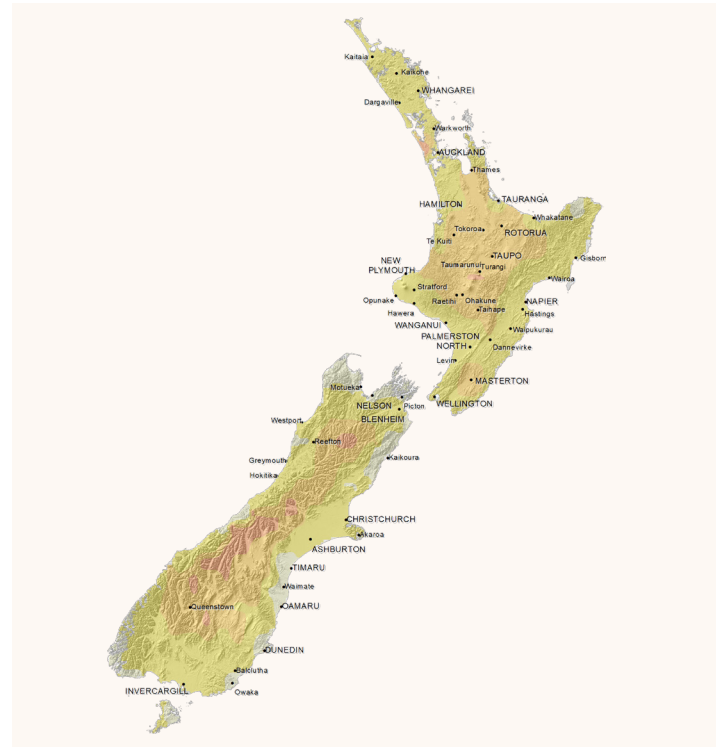 Kaitaia
Kaikohe
WHANGAREI
Dargaville
Warkworth
AUCKLAND
Thames
HAMILTON
TAURANGA
Whakatane
Tokoroa
ROTORUA
Te Kuiti
TAUPO
Gisborn
NEW
PLYMOUTH
Taumarunui
Turangi
Wairoa
Stratford
Opunake
Raetihi
Ohakune
NAPIER
Taihape
Hastings
Hawera
WANGANUI
Waipukurau
PALMERSTON
NORTH
Dannevirke
Levin
MASTERTON
Motueka
NELSON
Picton
WELLINGTON
BLENHEIM
Westport
Reefton
Greymouth
Kaikoura
Hokitika
CHRISTCHURCH
Akaroa
ASHBURTON
TIMARU
Waimate
Queenstown
OAMARU
DUNEDIN
Balclutha
INVERCARGILL
Owaka